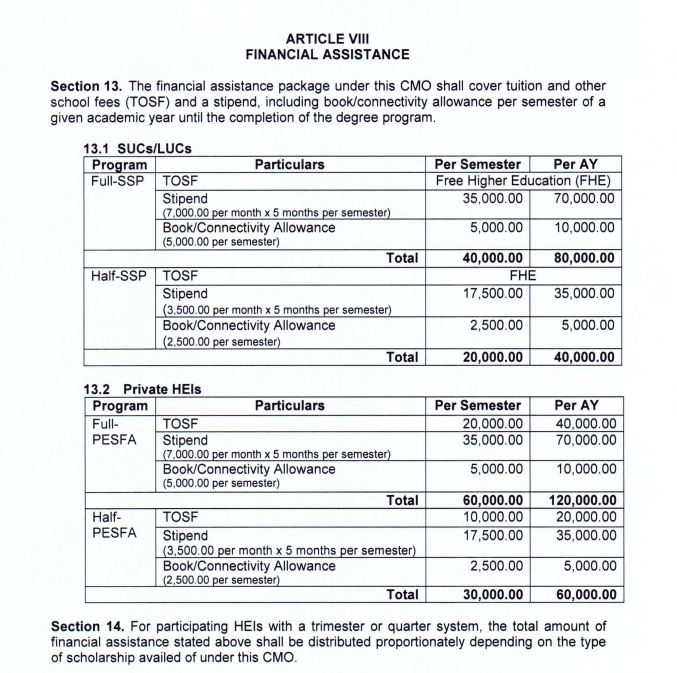 ARTICLE VIII
FINANCIAL ASSISTANCE
Section 13. The financial assistance package under this CMO shall cover tuition and other
school fees (TOSF) and a stipend, including book/connectivity allowance per semester of a
given academic year until the completion of the degree program.
13.1 SUCs/LUCs
Program Particulars Per Semester Per AY
Full-SSP TOSF Free Higher Education (FHE)
Stipend 35,000.00 70,000.00
(7,000.00 per month x 5 months per semester)
Book/Connectivity Allowance 5,000.00 10,000.00
(5,000.00 per semester)
Total 40,000.00 80,000.00
Half-SSP TOSF FHE
Stipend 17,500.00 35,000.00
(3,500.00 per month x 5 months per semester)
Book/Connectivity Allowance 2,500.00 5,000.00
(2,500.00 per semester)
Total 20,000.00 40,000.00
13.2 Private HEIs
Program Particulars Per Semester Per AY
Full- TOSF 20,000.00 40,000.00
PESFA Stipend 35,000.00 70,000.00
(7,000.00 per month x 5 months per semester)
Book/Connectivity Allowance 5,000.00 10,000.00
(5,000.00 per semester)
Total 60,000.00 120,000.00
Half- TOSF 10,000.00 20,000.00
PESFA Stipend 17,500.00 35,000.00
(3,500.00 per month x 5 months per semester)
Book/Connectivity Allowance 2,500.00 5,000.00
(2,500.00 per semester)
Total 30,000.00 60,000.00
Section 14. For participating HEIs with a trimester or quarter system, the total amount of
financial assistance stated above shall be distributed proportionately depending on the type
of scholarship availed of under this CMO.